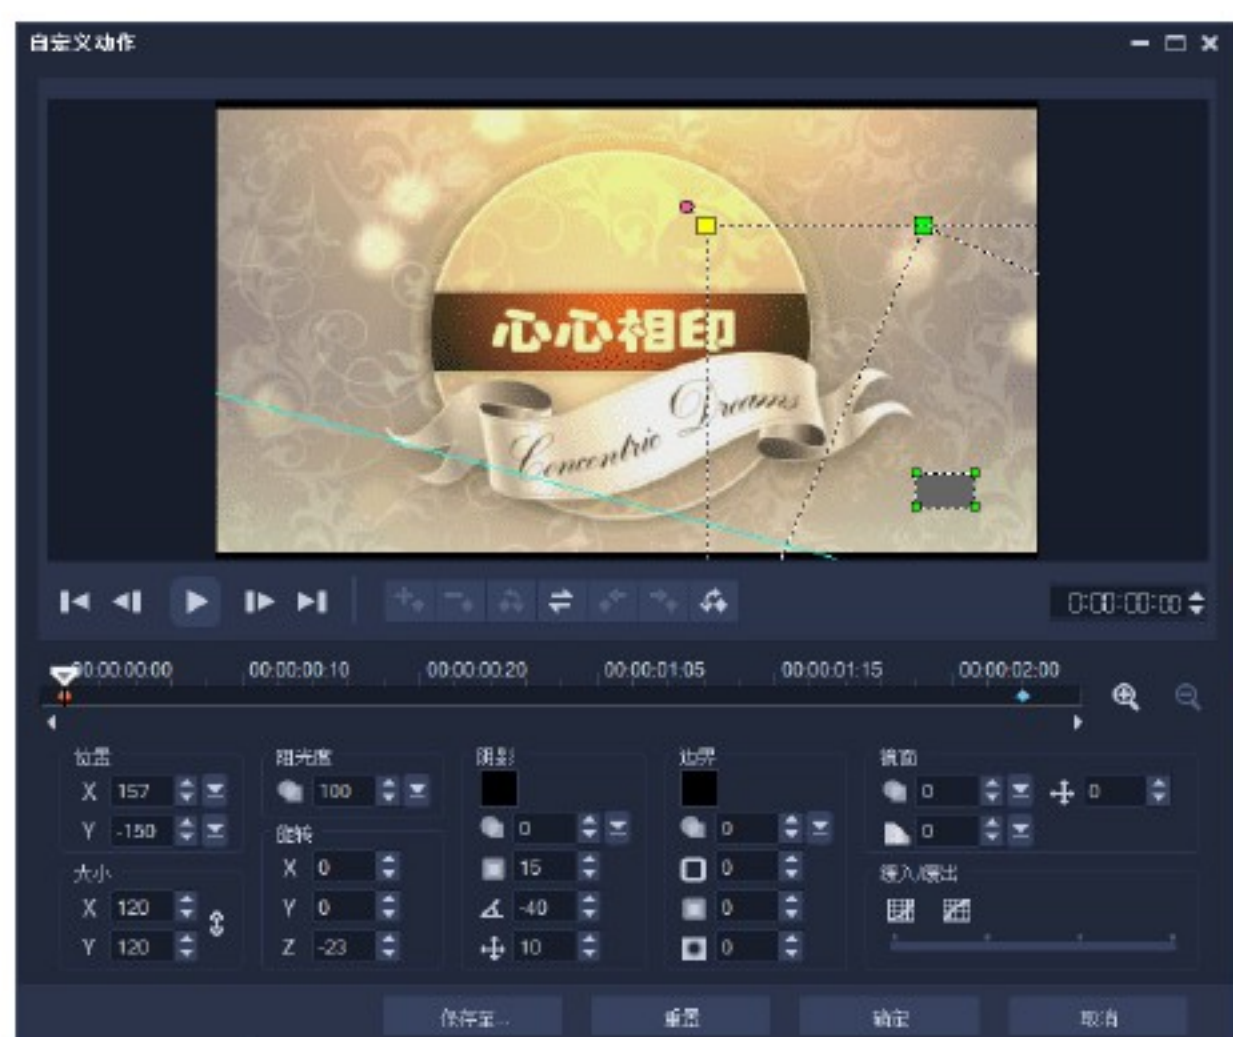 自定义动作
心心相印
Concentric Dreams
0:00:00:00
00:00:00:00 00:00:00:10 00:00:00:20 00:00:01:05 00:00:01:15 00:00:02:00
位置 阻光度 阴影 边界 镜面
X 157 100 0 0
Y -150 旋转 0 0 0
大小 X 0 15 0 缓入/缓出
X 120 Y 0 -40 0
Y 120 Z -23 10 0
保存至... 重置 确定 取消